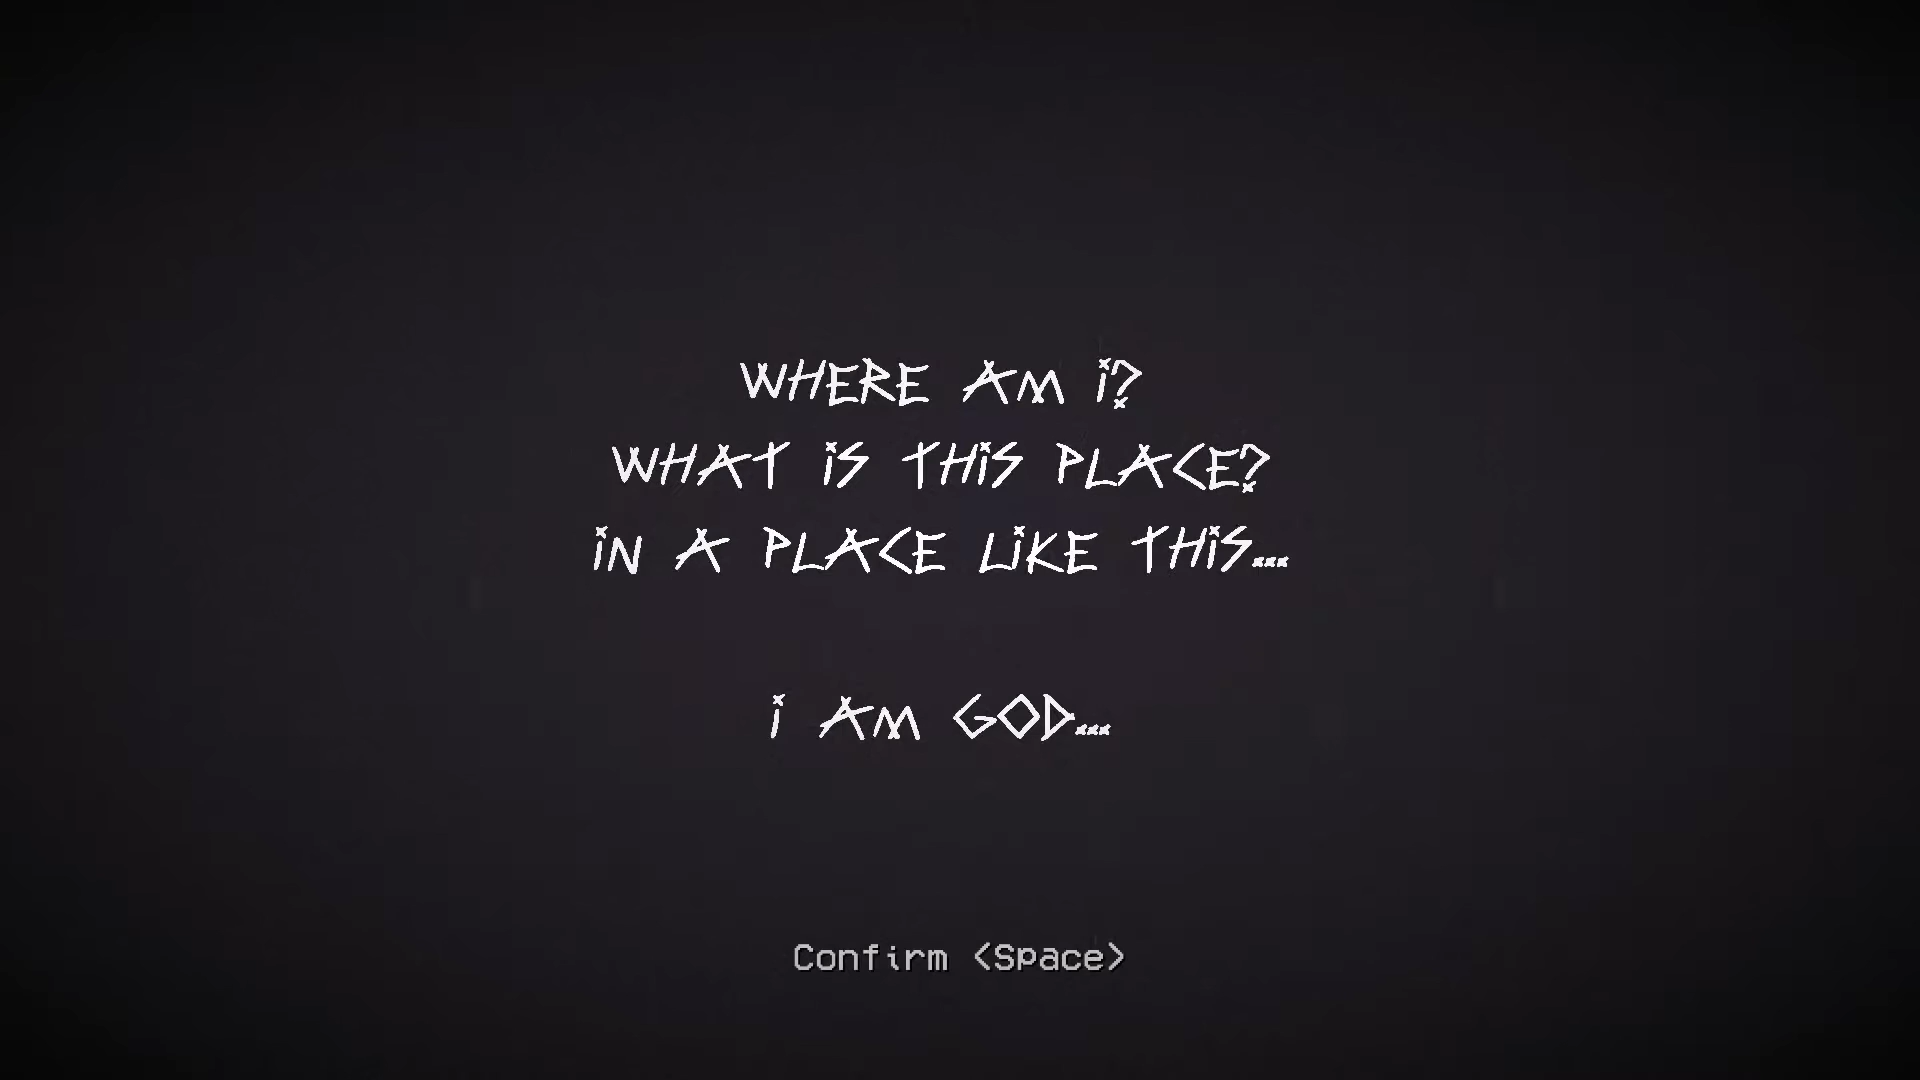 WHERE AM i?
WHAT iS THiS PLACE?
iN A PLACE LiKE THiS...
i AM GOD...
Confirm <Space>